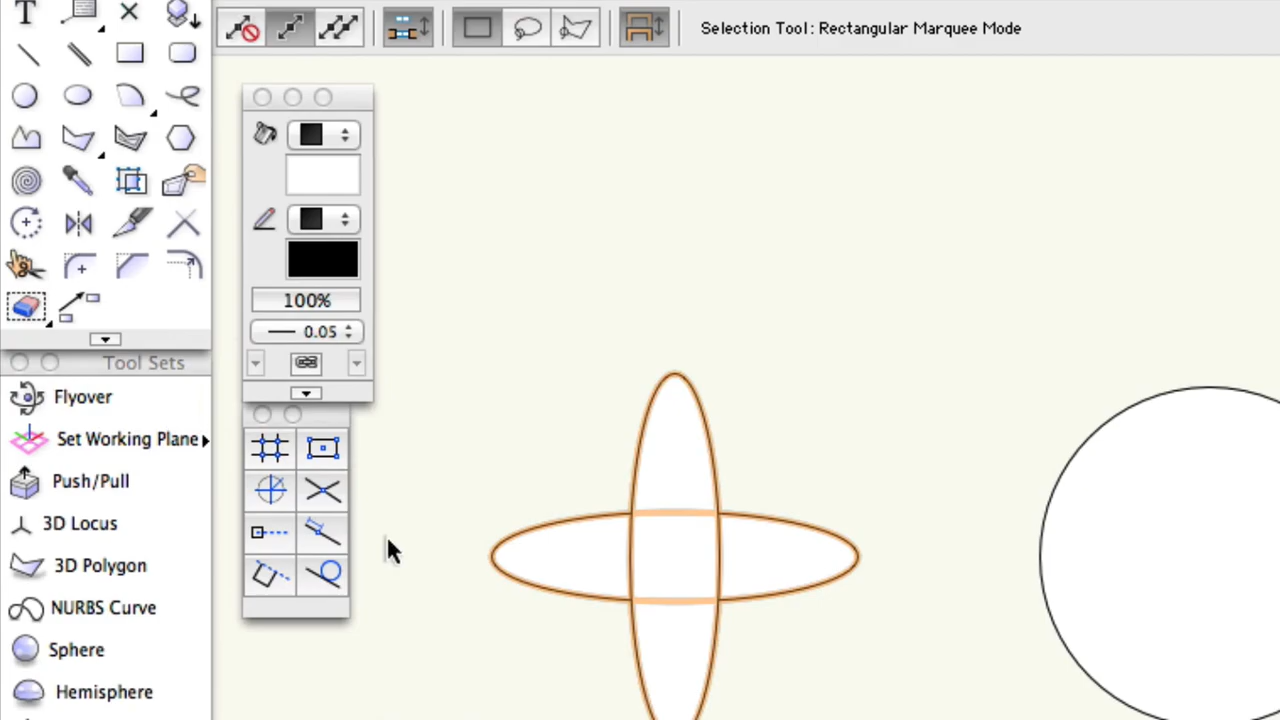 T
Selection Tool: Rectangular Marquee Mode
100%
0.05
Tool Sets
Flyover
Set Working Plane
Push/Pull
3D Locus
3D Polygon
NURBS Curve
Sphere
Hemisphere